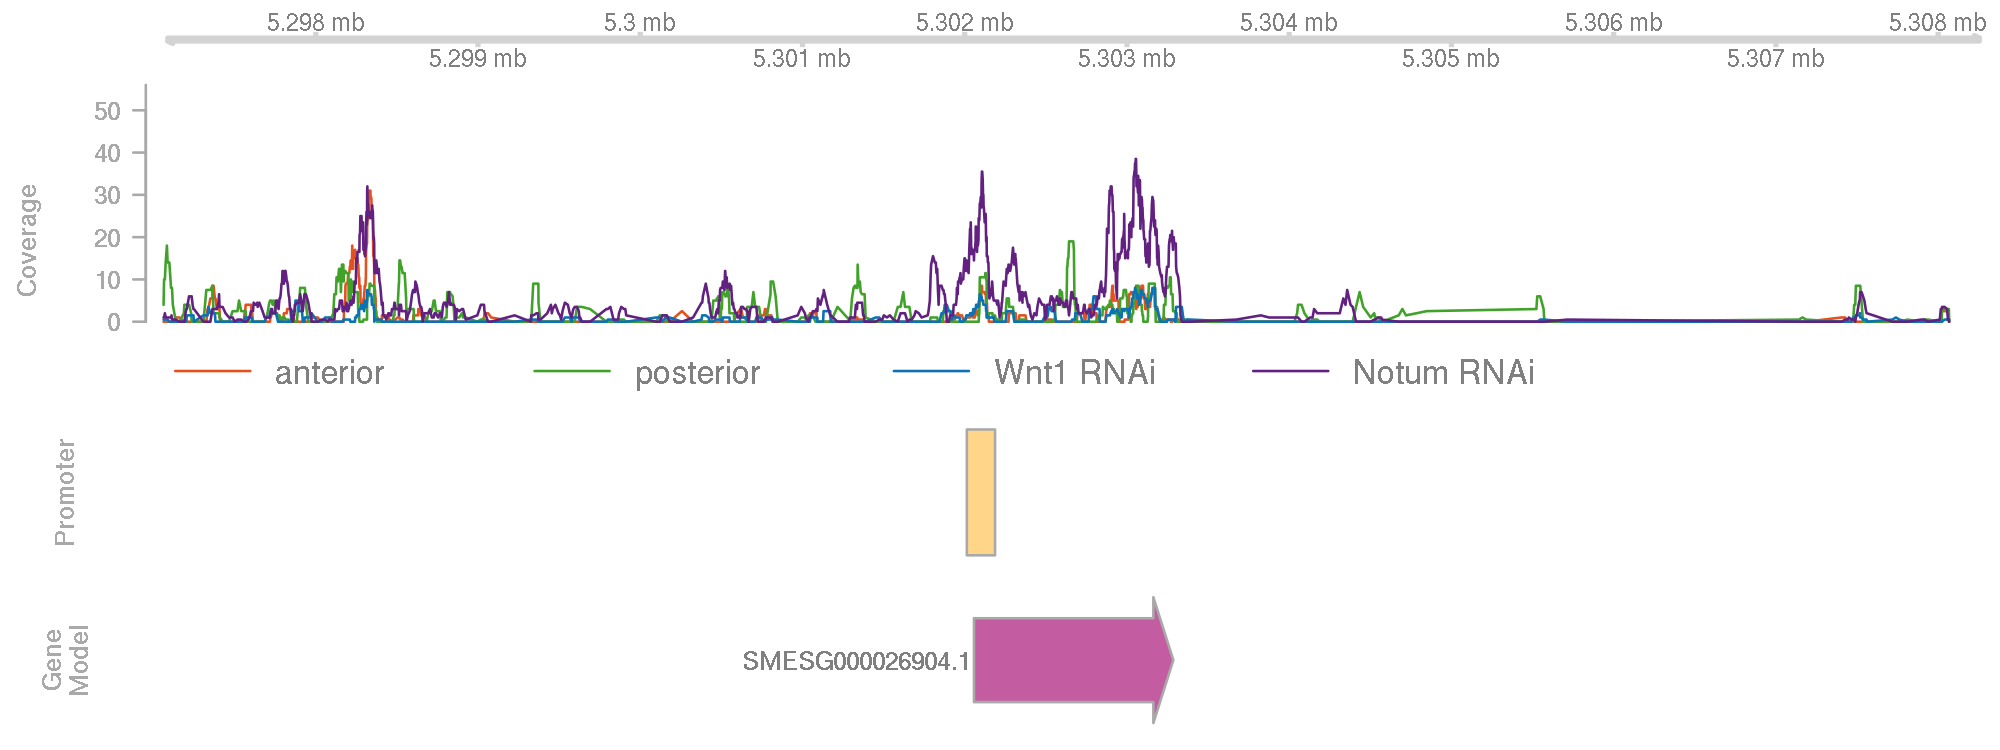 5.298 mb 5.3 mb 5.302 mb 5.304 mb 5.306 mb 5.308 mb
5.299 mb 5.301 mb 5.303 mb 5.305 mb 5.307 mb
Coverage
50
40
30
20
10
0
anterior posterior Wnt1 RNAi Notum RNAi
Promoter
Gene
Model
SMESG000026904.1